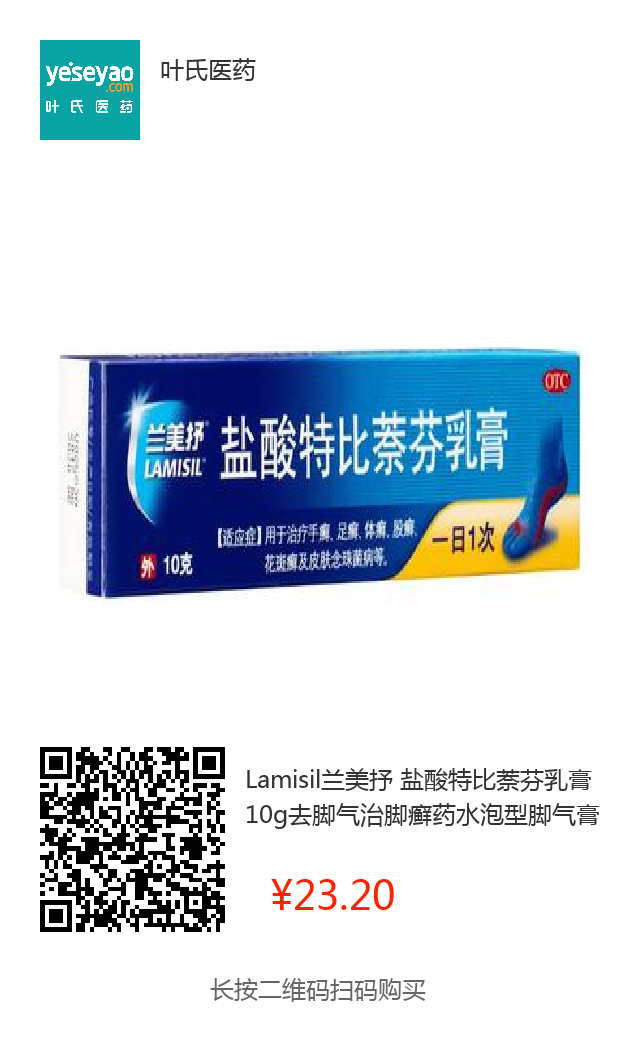 yeseyao
.com
叶氏医药
叶氏医药
OTC
兰美抒
LAMISIL
盐酸特比萘芬乳膏
【适应症】用于治疗手癣、足癣、体癣、股癣、
花斑癣及皮肤念珠菌病等。
一日1次
外 10克
Lamisil兰美抒 盐酸特比萘芬乳膏
10g去脚气治脚癣药水泡型脚气膏
¥23.20
长按二维码扫码购买